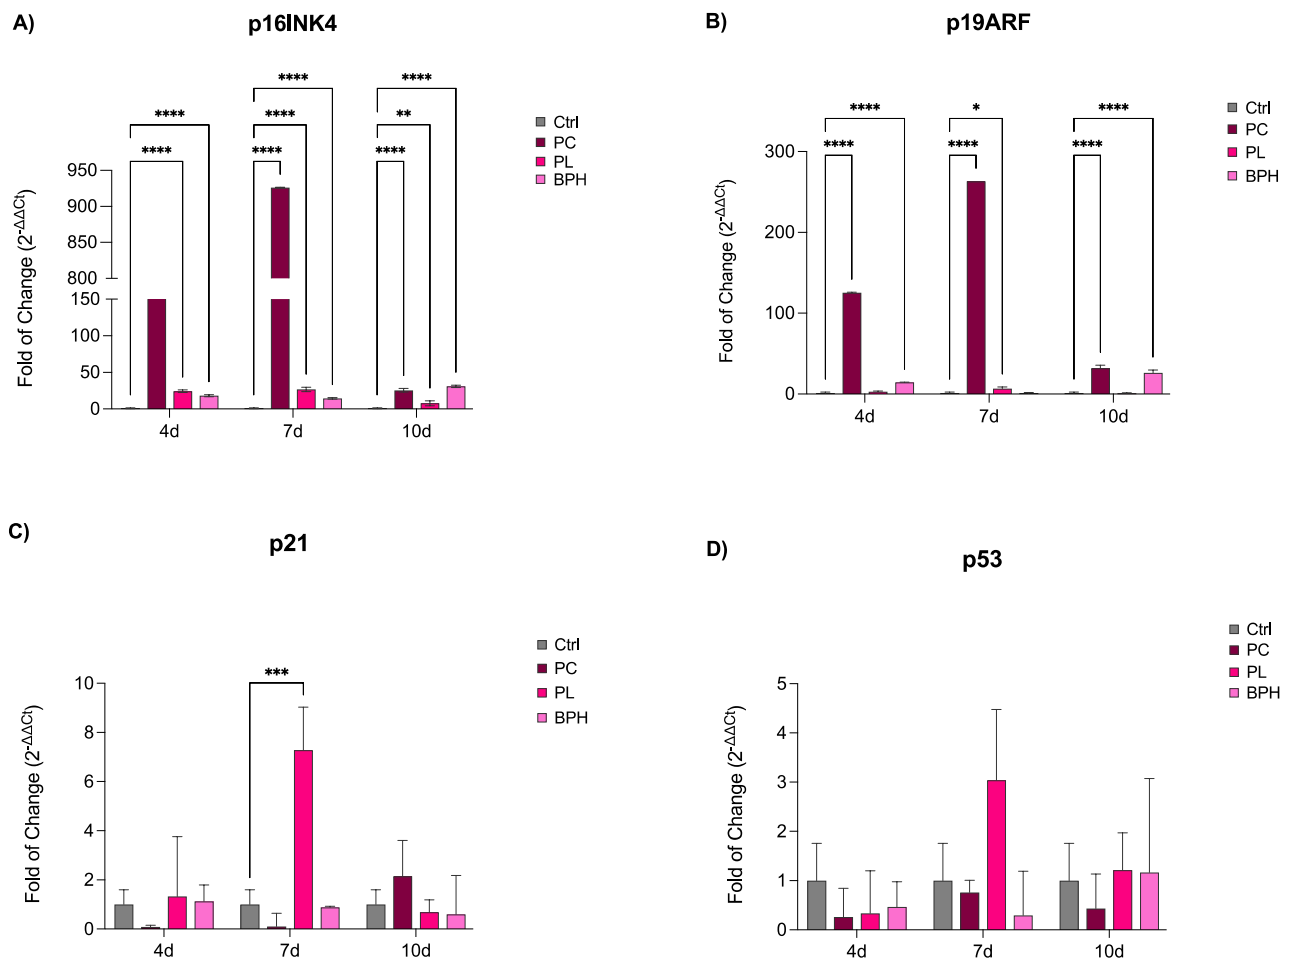 A)
p16INK4
****
****
****
****
****
**
****
****
****
Ctrl
PC
PL
BPH
Fold of Change (2-ΔΔCt)
950
900
850
800
150
100
50
0
4d
7d
10d
B)
p19ARF
****
*
****
****
****
****
Ctrl
PC
PL
BPH
Fold of Change (2-ΔΔCt)
300
200
100
0
4d
7d
10d
C)
p21
***
Ctrl
PC
PL
BPH
Fold of Change (2-ΔΔCt)
10
8
6
4
2
0
4d
7d
10d
D)
p53
Ctrl
PC
PL
BPH
Fold of Change (2-ΔΔCt)
5
4
3
2
1
0
4d
7d
10d